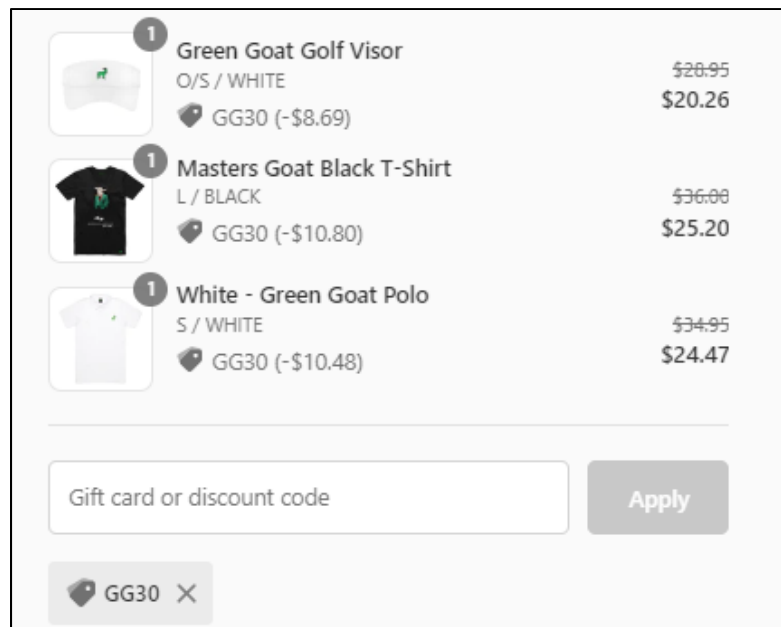 1
Green Goat Golf Visor
O/S / WHITE
$28.95
GG30 (-$8.69)
$20.26
1
Masters Goat Black T-Shirt
L / BLACK
$36.00
GG30 (-$10.80)
$25.20
1
White - Green Goat Polo
S / WHITE
$34.95
GG30 (-$10.48)
$24.47
Gift card or discount code
Apply
GG30